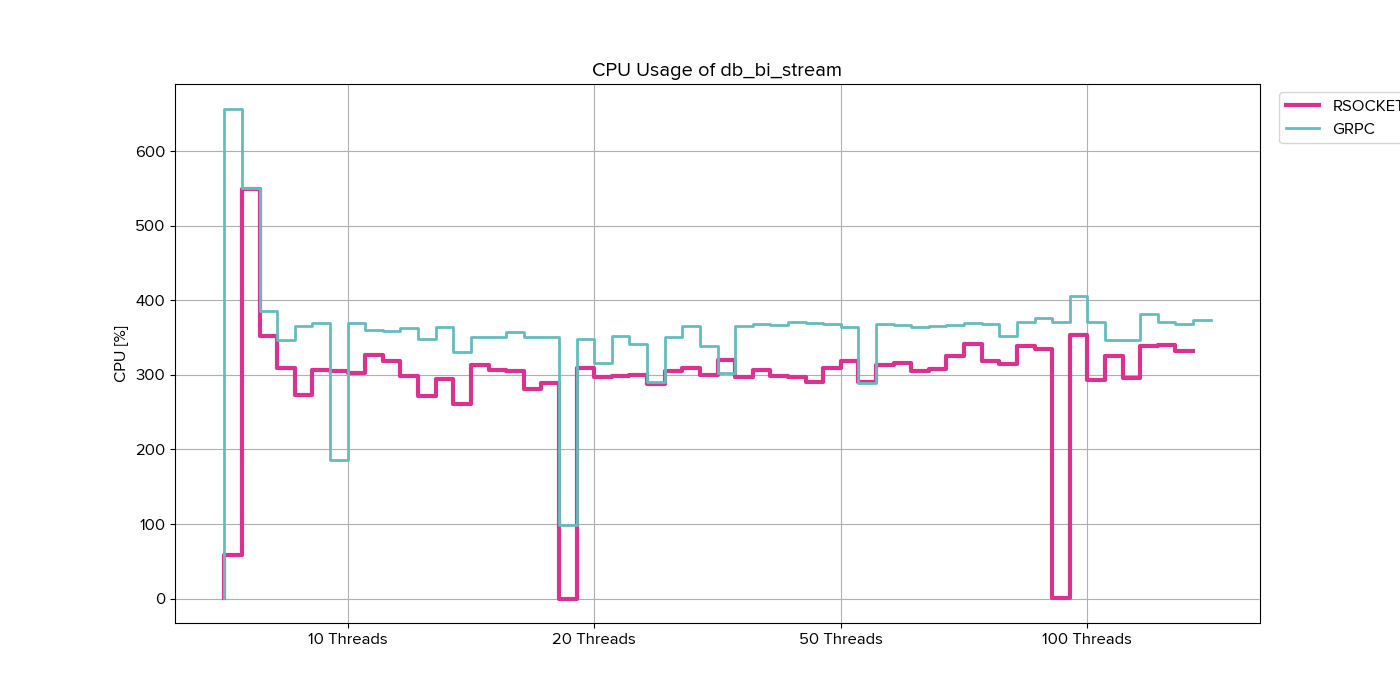 CPU Usage of db_bi_stream
RSOCKET
GRPC
CPU [%]
600
500
400
300
200
100
0
10 Threads
20 Threads
50 Threads
100 Threads